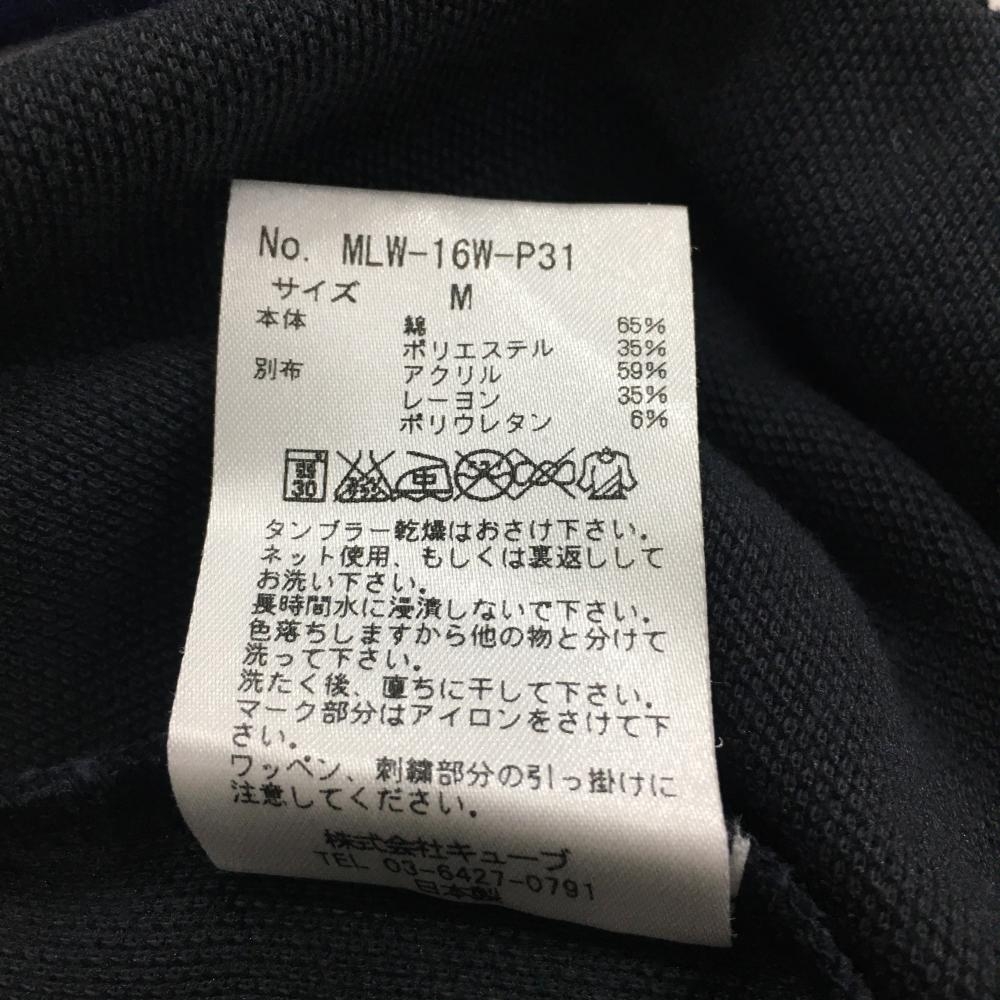 No. MLW-16W-P31
サイズ M
本体 綿 65%
ポリエステル 35%
別布 アクリル 59%
レーヨン 35%
ポリウレタン 6%
30 中
タンブラー乾燥はおさけ下さい。
ネット使用、もしくは裏返しして
お洗い下さい。
長時間水に浸漬しないで下さい。
色落ちしますから他の物と分けて
洗って下さい。
洗たく後、直ちに干して下さい。
マーク部分はアイロンをさけて下
さい。
ワッペン、刺繍部分の引っ掛けに
注意してください。
株式会社キューブ
TEL 03-6427-0791
日本製